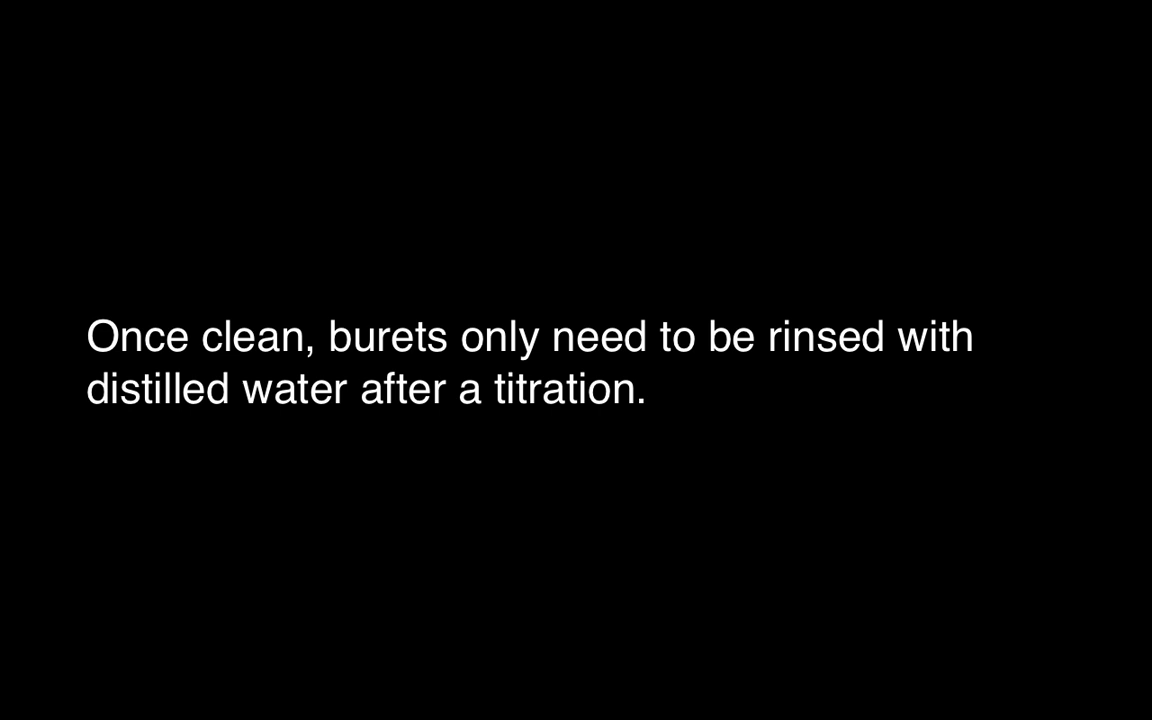 Once clean, burets only need to be rinsed with
distilled water after a titration.